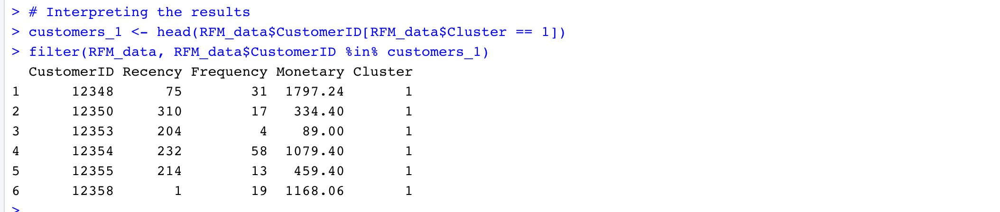 > # Interpreting the results
> customers_1 <- head(RFM_data$CustomerID[RFM_data$Cluster == 1])
> filter(RFM_data, RFM_data$CustomerID %in% customers_1)
  CustomerID Recency Frequency Monetary Cluster
1      12348      75        31  1797.24       1
2      12350     310        17   334.40       1
3      12353     204         4    89.00       1
4      12354     232        58  1079.40       1
5      12355     214        13   459.40       1
6      12358       1        19  1168.06       1
>